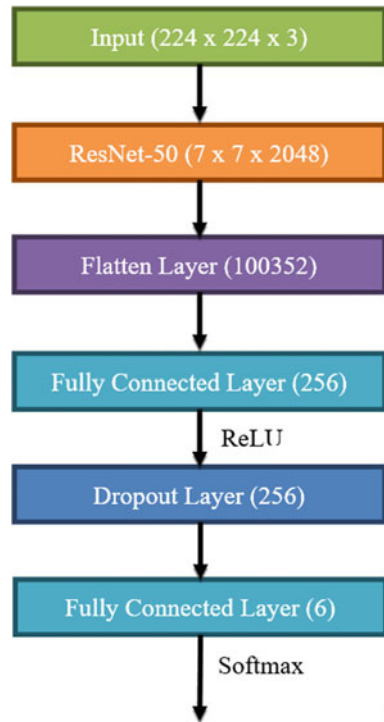 Input (224 x 224 x 3)
ResNet-50 (7 x 7 x 2048)
Flatten Layer (100352)
Fully Connected Layer (256)
ReLU
Dropout Layer (256)
Fully Connected Layer (6)
Softmax